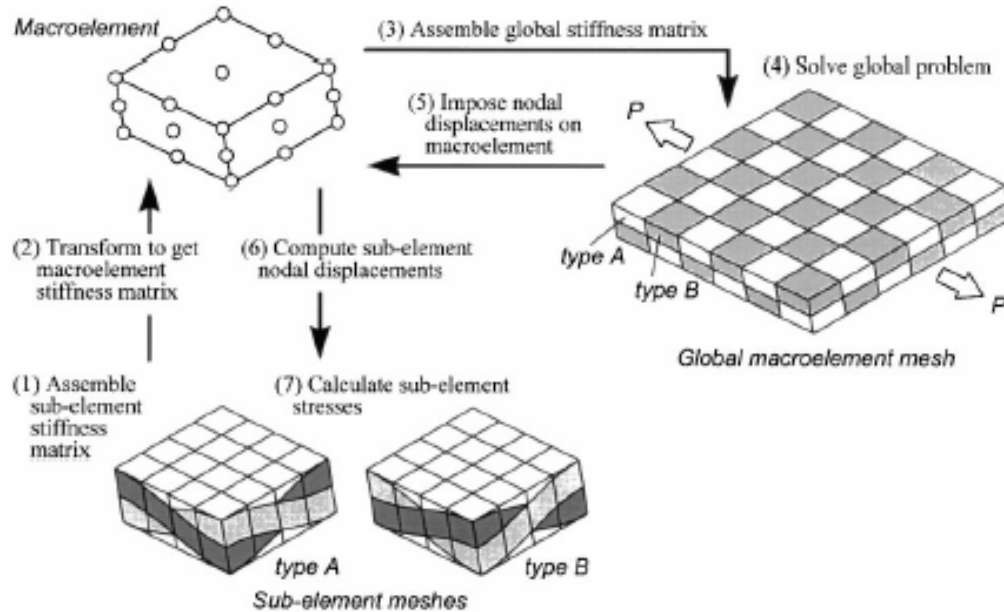 Macroelement
(3) Assemble global stiffness matrix
(4) Solve global problem
(5) Impose nodal
displacements on
macroelement
P
(2) Transform to get
macroelement
stiffness matrix
(6) Compute sub-element
nodal displacements
type A
type B
P
Global macroelement mesh
(1) Assemble
sub-element
stiffness
matrix
(7) Calculate sub-element
stresses
type A
type B
Sub-element meshes